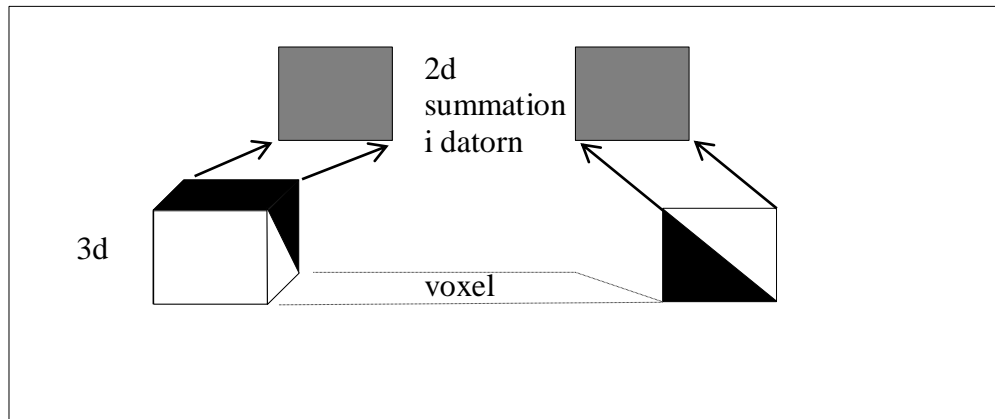 2d
summation
i datorn
3d
voxel